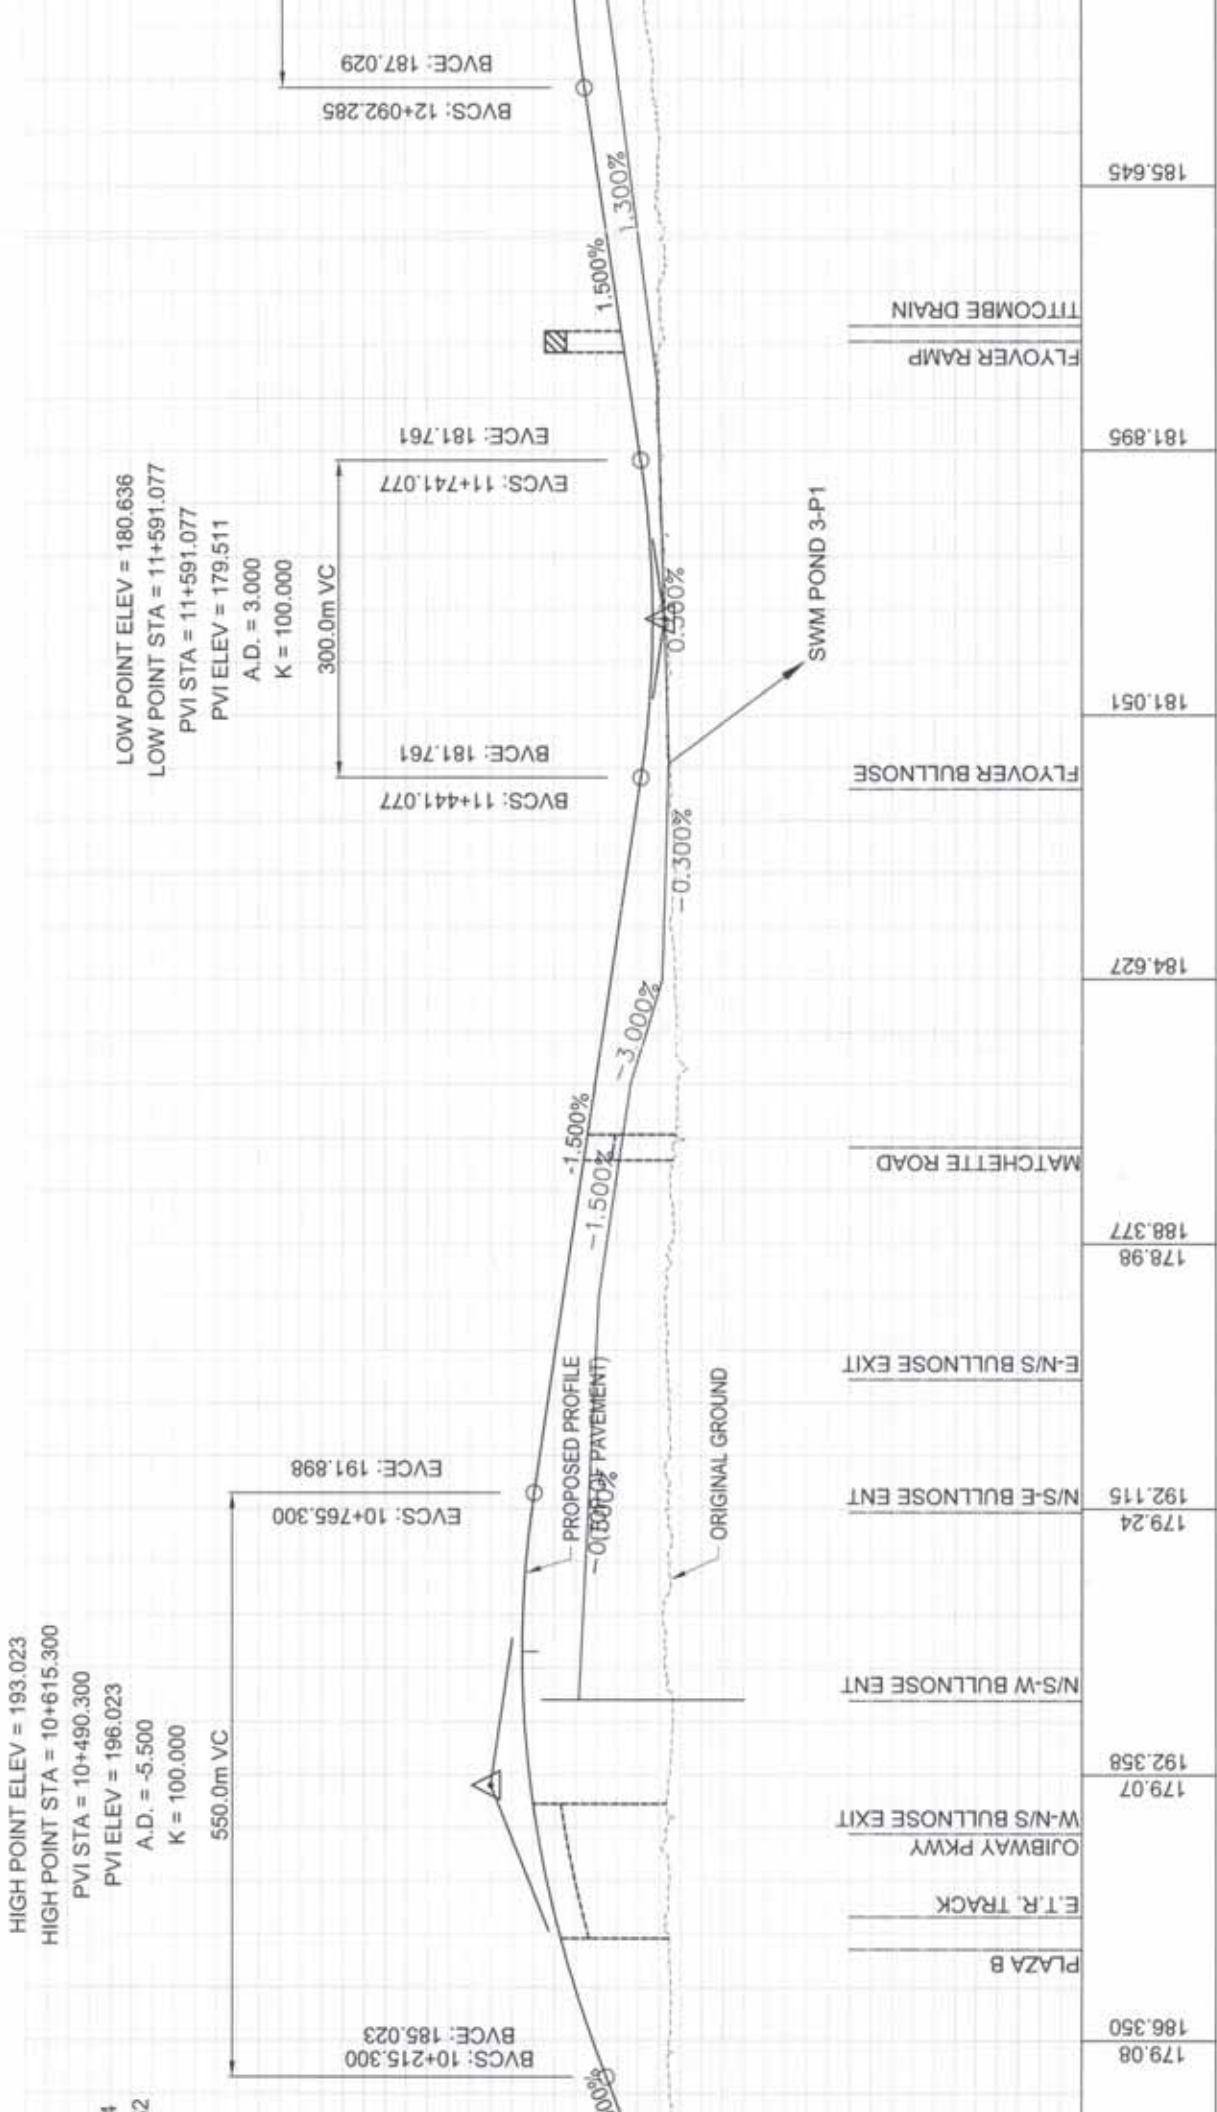 HIGH POINT ELEV = 193.023
HIGH POINT STA = 10+615.300
PVI STA = 10+490.300
PVI ELEV = 196.023
A.D. = -5.500
K = 100.000
550.0m VC
BVCS: 10+215.300
BVCE: 185.023
EVCS: 10+765.300
EVCE: 191.898
LOW POINT ELEV = 180.636
LOW POINT STA = 11+591.077
PVI STA = 11+591.077
PVI ELEV = 179.511
A.D. = 3.000
K = 100.000
300.0m VC
BVCS: 11+441.077
BVCE: 181.761
EVCS: 11+741.077
EVCE: 181.761
BVCS: 12+092.285
BVCE: 187.029
PROPOSED PROFILE
(TOP OF PAVEMENT)
ORIGINAL GROUND
-1.500%
-1.500%
-3.000%
-0.300%
1.500%
1.300%
SWM POND 3-P1
PLAZA B
E.T.R. TRACK
OJIBWAY PKWY
W-N/S BULLNOSE EXIT
N/S-W BULLNOSE ENT
N/S-E BULLNOSE ENT
E-N/S BULLNOSE EXIT
MATCHETTE ROAD
FLYOVER BULLNOSE
FLYOVER RAMP
TITCOMBE DRAIN
179.08
186.350
179.07
192.358
179.24
192.115
178.98
188.377
184.627
181.051
181.895
185.645